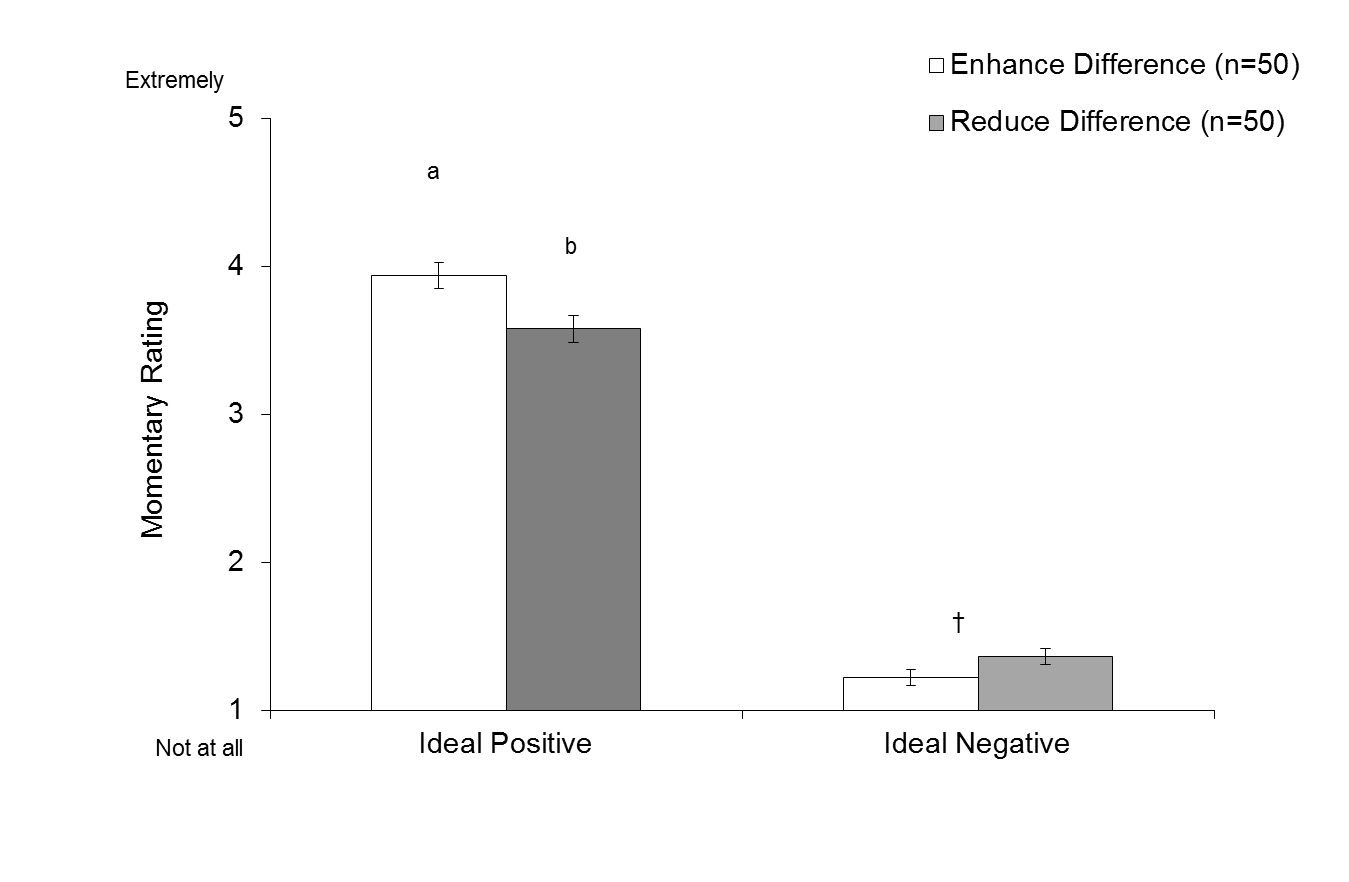 Enhance Difference (n=50)
Reduce Difference (n=50)
Extremely
5
a
b
4
Momentary Rating
3
2
†
1
Not at all
Ideal Positive
Ideal Negative